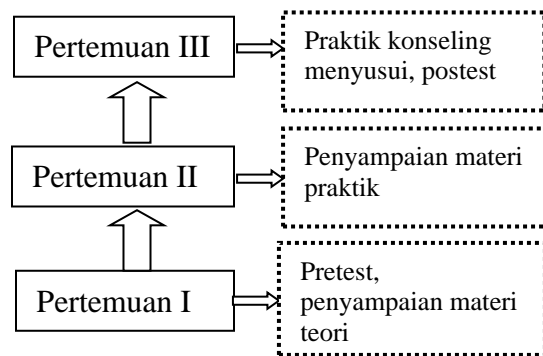 Pertemuan III
Praktik konseling
menyusui, postest
Pertemuan II
Penyampaian materi
praktik
Pertemuan I
Pretest,
penyampaian materi
teori